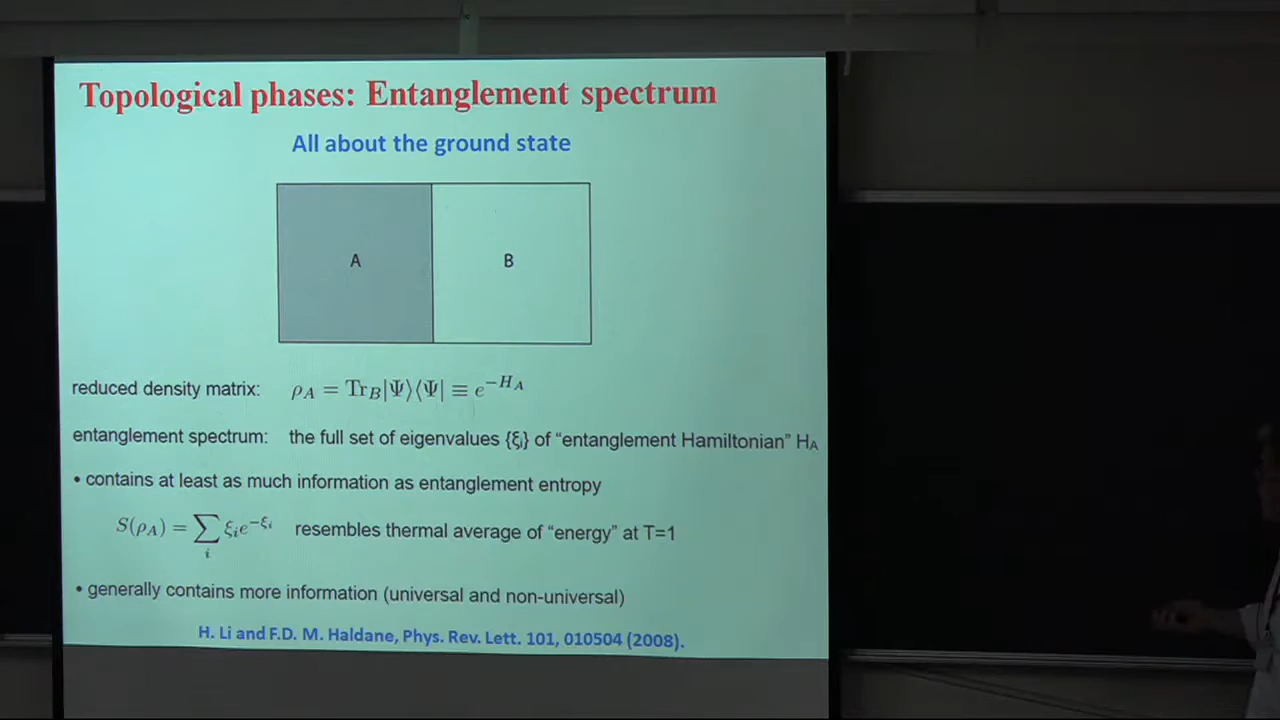 Topological phases: Entanglement spectrum
All about the ground state
A B
reduced density matrix: ρ_A = Tr_B|Ψ⟩⟨Ψ| ≡ e^{−H_A}
entanglement spectrum: the full set of eigenvalues {ξᵢ} of “entanglement Hamiltonian” H_A
• contains at least as much information as entanglement entropy
S(ρ_A) = ∑_i ξ_i e^{−ξ_i} resembles thermal average of “energy” at T=1
• generally contains more information (universal and non-universal)
H. Li and F.D. M. Haldane, Phys. Rev. Lett. 101, 010504 (2008).